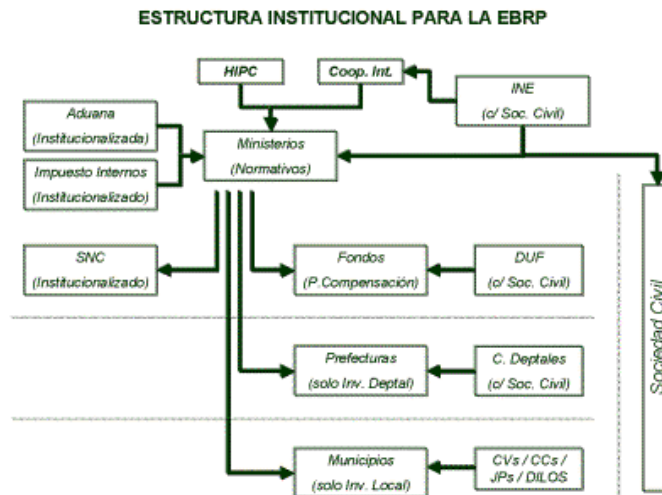 ESTRUCTURA INSTITUCIONAL PARA LA EBRP
HIPC
Coop. Int.
INE
(c/ Soc. Civil)
Aduana
(Institucionalizada)
Ministerios
(Normativos)
Impuesto Internos
(Institucionalizado)
SNC
(Institucionalizado)
Fondos
(P.Compensación)
DUF
(c/ Soc. Civil)
Sociedad Civil
Prefecturas
(solo Inv. Deptal)
C. Deptales
(c/ Soc. Civil)
Municipios
(solo Inv. Local)
CVs / CCs /
JPs / DILOS